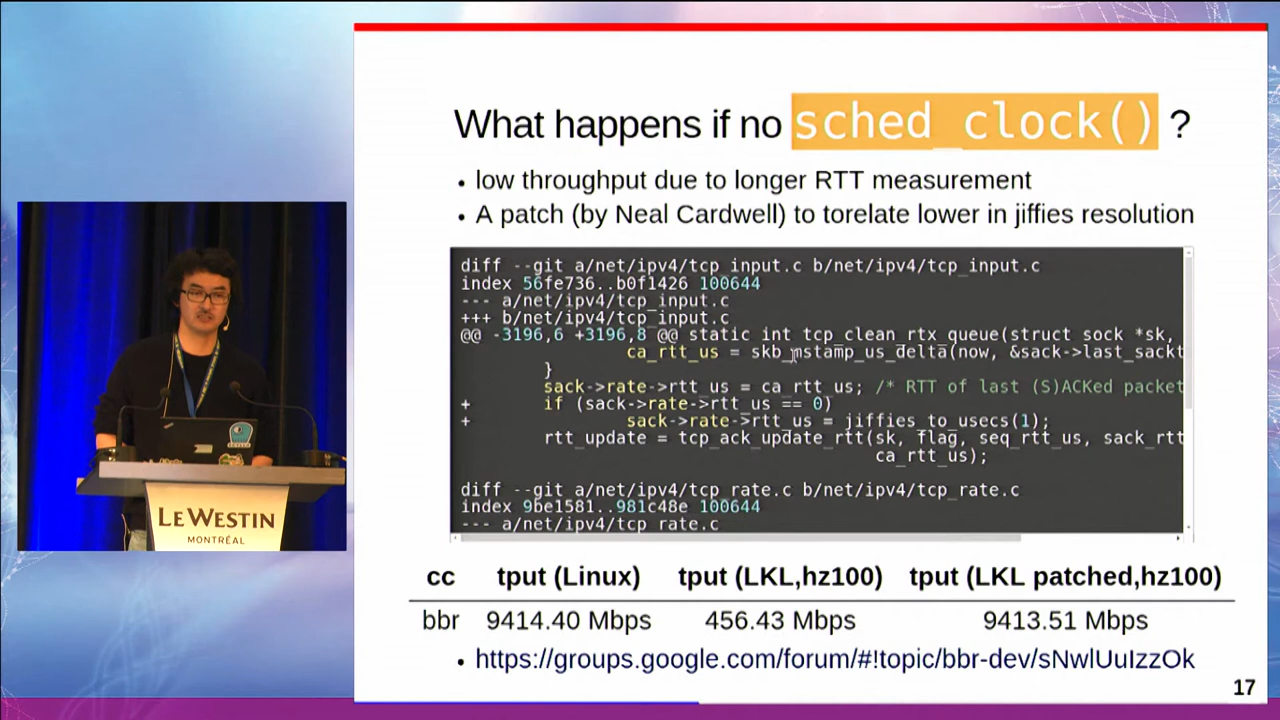 What happens if no sched_clock() ?
• low throughput due to longer RTT measurement
• A patch (by Neal Cardwell) to torelate lower in jiffies resolution
diff --git a/net/ipv4/tcp_input.c b/net/ipv4/tcp_input.c
index 56fe736..b0f1426 100644
--- a/net/ipv4/tcp_input.c
+++ b/net/ipv4/tcp_input.c
@@ -3196,6 +3196,8 @@ static int tcp_clean_rtx_queue(struct sock *sk,
ca_rtt_us = skb_mstamp_us_delta(now, &sack->last_sackt
}
sack->rate->rtt_us = ca_rtt_us; /* RTT of last (S)ACKed packet
+ if (sack->rate->rtt_us == 0)
+ sack->rate->rtt_us = jiffies_to_usecs(1);
rtt_update = tcp_ack_update_rtt(sk, flag, seq_rtt_us, sack_rtt
ca_rtt_us);
diff --git a/net/ipv4/tcp_rate.c b/net/ipv4/tcp_rate.c
index 9be1581..981c48e 100644
--- a/net/ipv4/tcp_rate.c
cc tput (Linux) tput (LKL,hz100) tput (LKL patched,hz100)
bbr 9414.40 Mbps 456.43 Mbps 9413.51 Mbps
• https://groups.google.com/forum/#!topic/bbr-dev/sNwlUuIzzOk
17
LE WESTIN
MONTRÉAL